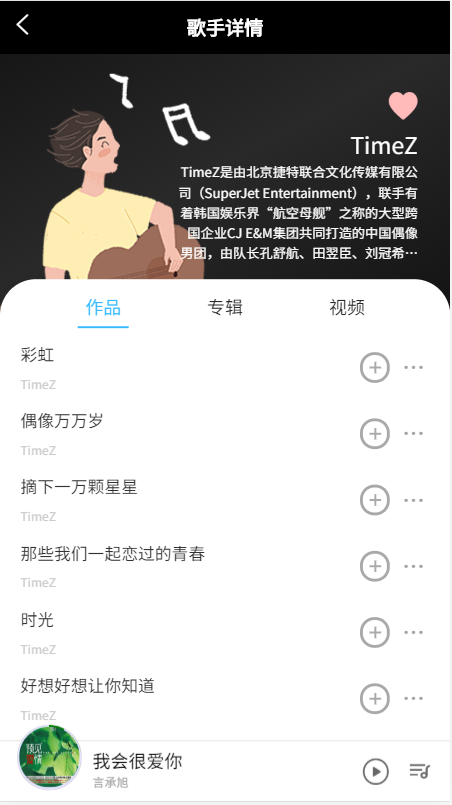 歌手详情
TimeZ
TimeZ是由北京捷特联合文化传媒有限公
司（SuperJet Entertainment），联手有
着韩国娱乐界“航空母舰”之称的大型跨
国企业CJ E&M集团共同打造的中国偶像
男团，由队长孔舒航、田翌臣、刘冠希…
作品 专辑 视频
彩虹
TimeZ
偶像万万岁
TimeZ
摘下一万颗星星
TimeZ
那些我们一起恋过的青春
TimeZ
时光
TimeZ
好想好想让你知道
TimeZ
预见
情
我会很爱你
言承旭